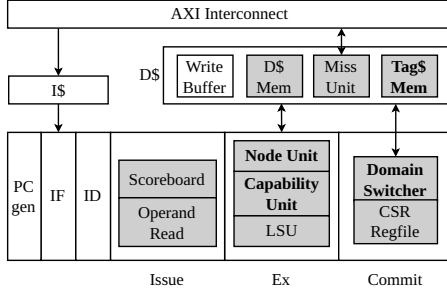 AXI Interconnect
D$
Write
Buffer
D$
Mem
Miss
Unit
Tag$
Mem
I$
PC
gen
IF
ID
Scoreboard
Operand
Read
Node Unit
Capability
Unit
LSU
Domain
Switcher
CSR
Regfile
Issue
Ex
Commit